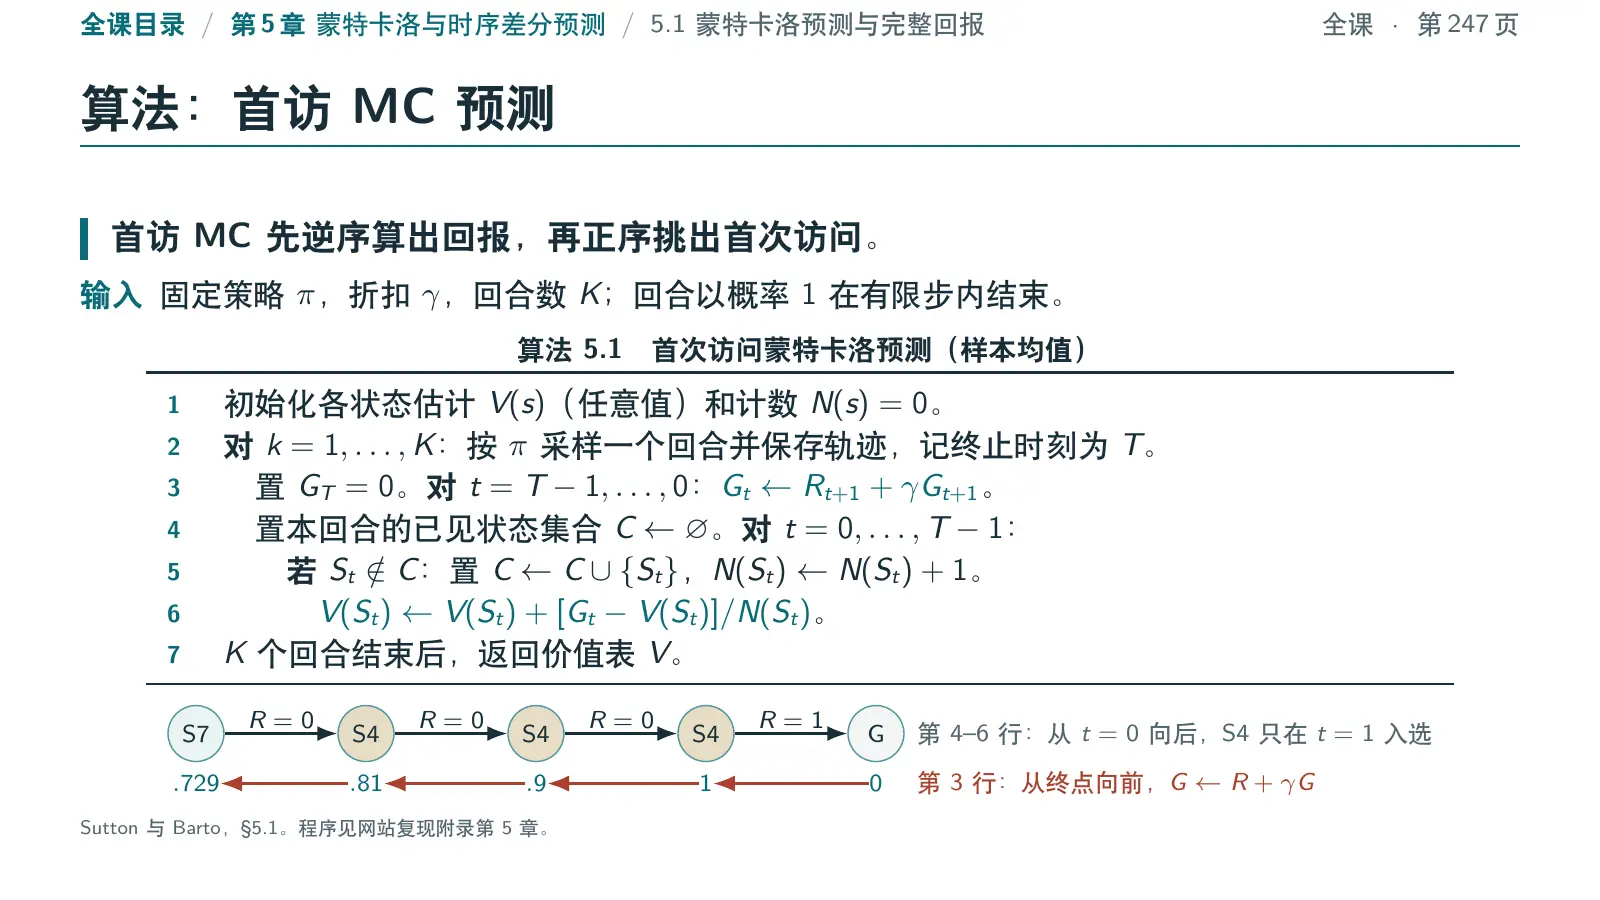 全课目录 / 第 5 章 蒙特卡洛与时序差分预测 / 5.1 蒙特卡洛预测与完整回报
全课 · 第 247 页
算法：首访 MC 预测
首访 MC 先逆序算出回报，再正序挑出首次访问。
输入 固定策略 π，折扣 γ，回合数 K；回合以概率 1 在有限步内结束。
算法 5.1 首次访问蒙特卡洛预测（样本均值）
1 初始化各状态估计 V(s)（任意值）和计数 N(s) = 0。
2 对 k = 1, . . . , K：按 π 采样一个回合并保存轨迹，记终止时刻为 T。
3 置 G_T = 0。对 t = T − 1, . . . , 0：G_t ← R_{t+1} + γG_{t+1}。
4 置本回合的已见状态集合 C ← ∅。对 t = 0, . . . , T − 1：
5 若 S_t ∉ C：置 C ← C ∪ {S_t}，N(S_t) ← N(S_t) + 1。
6 V(S_t) ← V(S_t) + [G_t − V(S_t)]/N(S_t)。
7 K 个回合结束后，返回价值表 V。
S7 R = 0 S4 R = 0 S4 R = 0 S4 R = 1 G 第 4–6 行：从 t = 0 向后，S4 只在 t = 1 入选
.729 .81 .9 1 0 第 3 行：从终点向前，G ← R + γG
Sutton 与 Barto，§5.1。程序见网站复现附录第 5 章。